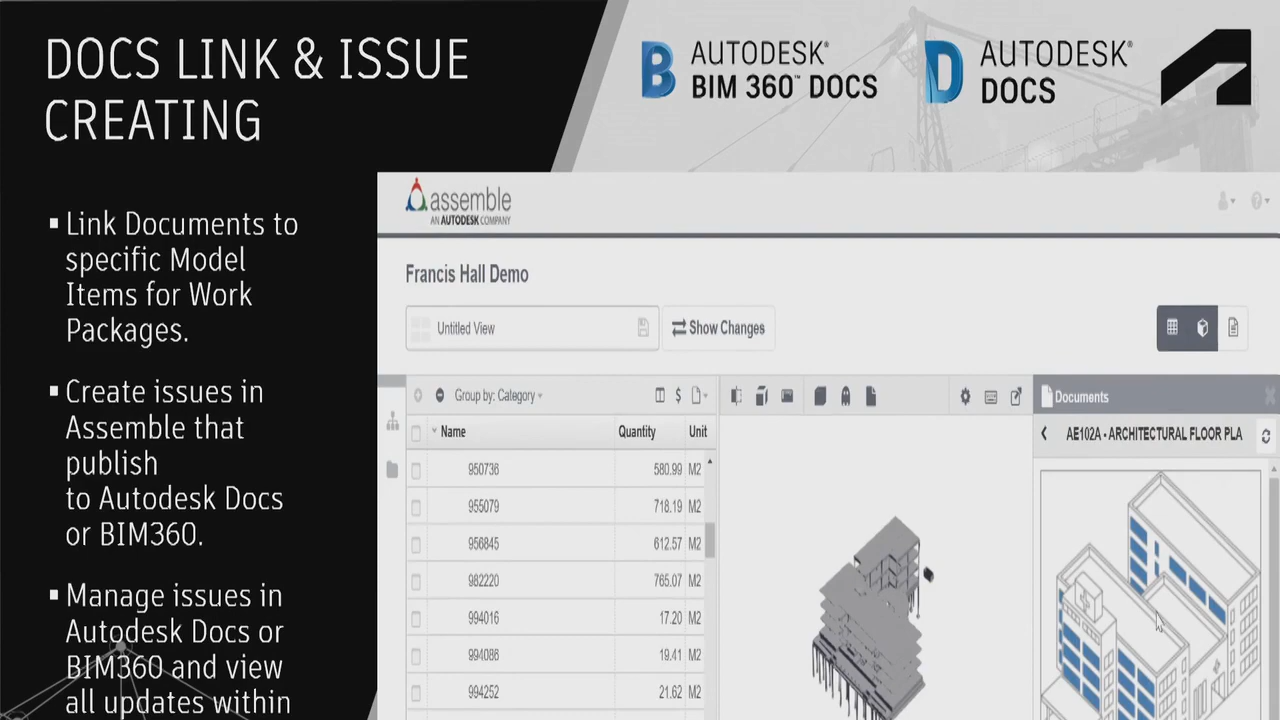 DOCS LINK & ISSUE
CREATING
AUTODESK®
BIM 360™ DOCS
AUTODESK®
DOCS
▪ Link Documents to
specific Model
Items for Work
Packages.
▪ Create issues in
Assemble that
publish
to Autodesk Docs
or BIM360.
▪ Manage issues in
Autodesk Docs or
BIM360 and view
all updates within
assemble
AN AUTODESK COMPANY
Francis Hall Demo
Untitled View
Show Changes
Group by: Category
Documents
AE102A - ARCHITECTURAL FLOOR PLA
Name Quantity Unit
950736 580.99 M2
955079 718.19 M2
956845 612.57 M2
982220 765.07 M2
994016 17.20 M2
994086 19.41 M2
994252 21.62 M2